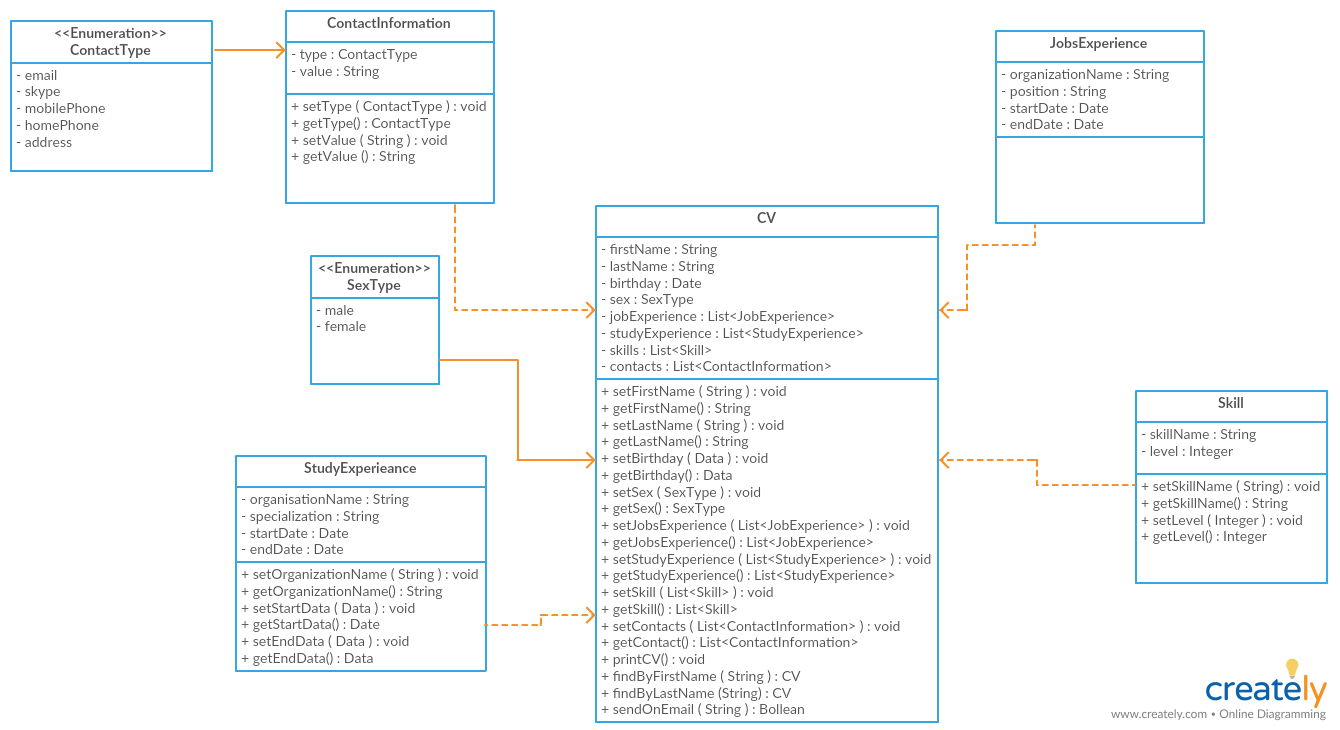 <<Enumeration>>
ContactType
- email
- skype
- mobilePhone
- homePhone
- address
ContactInformation
- type : ContactType
- value : String
+ setType ( ContactType ) : void
+ getType() : ContactType
+ setValue ( String ) : void
+ getValue () : String
JobsExperience
- organizationName : String
- position : String
- startDate : Date
- endDate : Date
<<Enumeration>>
SexType
- male
- female
CV
- firstName : String
- lastName : String
- birthday : Date
- sex : SexType
- jobExperience : List<JobExperience>
- studyExperience : List<StudyExperience>
- skills : List<Skill>
- contacts : List<ContactInformation>
+ setFirstName ( String ) : void
+ getFirstName() : String
+ setLastName ( String ) : void
+ getLastName() : String
+ setBirthday ( Data ) : void
+ getBirthday() : Data
+ setSex ( SexType ) : void
+ getSex() : SexType
+ setJobsExperience ( List<JobExperience> ) : void
+ getJobsExperience() : List<JobExperience>
+ setStudyExperience ( List<StudyExperience> ) : void
+ getStudyExperience() : List<StudyExperience>
+ setSkill ( List<Skill> ) : void
+ getSkill() : List<Skill>
+ setContacts ( List<ContactInformation> ) : void
+ getContact() : List<ContactInformation>
+ printCV() : void
+ findByFirstName ( String ) : CV
+ findByLastName (String) : CV
+ sendOnEmail ( String ) : Bollean
Skill
- skillName : String
- level : Integer
+ setSkillName ( String) : void
+ getSkillName() : String
+ setLevel ( Integer ) : void
+ getLevel() : Integer
StudyExperieance
- organisationName : String
- specialization : String
- startDate : Date
- endDate : Date
+ setOrganizationName ( String ) : void
+ getOrganizationName() : String
+ setStartData ( Data ) : void
+ getStartData() : Date
+ setEndData ( Data ) : void
+ getEndData() : Data
creately
www.creately.com • Online Diagramming